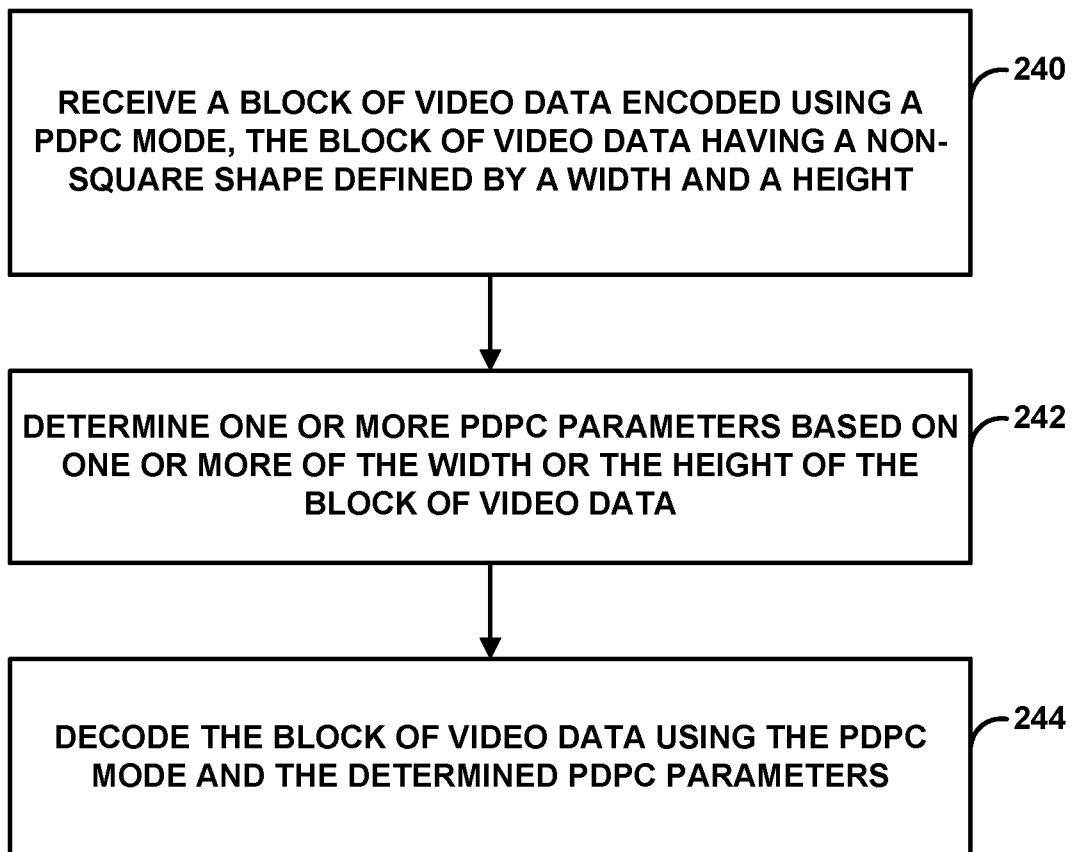 RECEIVE A BLOCK OF VIDEO DATA ENCODED USING A
PDPC MODE, THE BLOCK OF VIDEO DATA HAVING A NON-
SQUARE SHAPE DEFINED BY A WIDTH AND A HEIGHT
240
DETERMINE ONE OR MORE PDPC PARAMETERS BASED ON
ONE OR MORE OF THE WIDTH OR THE HEIGHT OF THE
BLOCK OF VIDEO DATA
242
DECODE THE BLOCK OF VIDEO DATA USING THE PDPC
MODE AND THE DETERMINED PDPC PARAMETERS
244